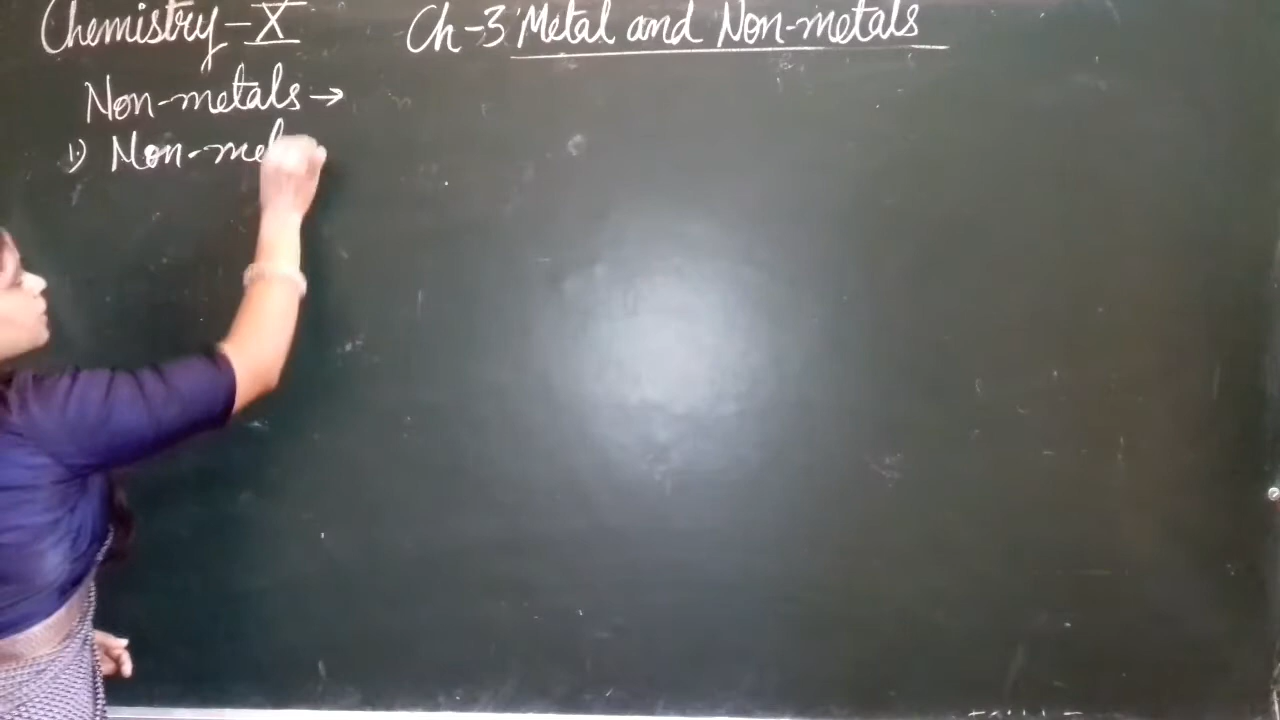 Chemistry-X Ch-3 Metal and Non-metals
Non-metals →
1.) Non-me